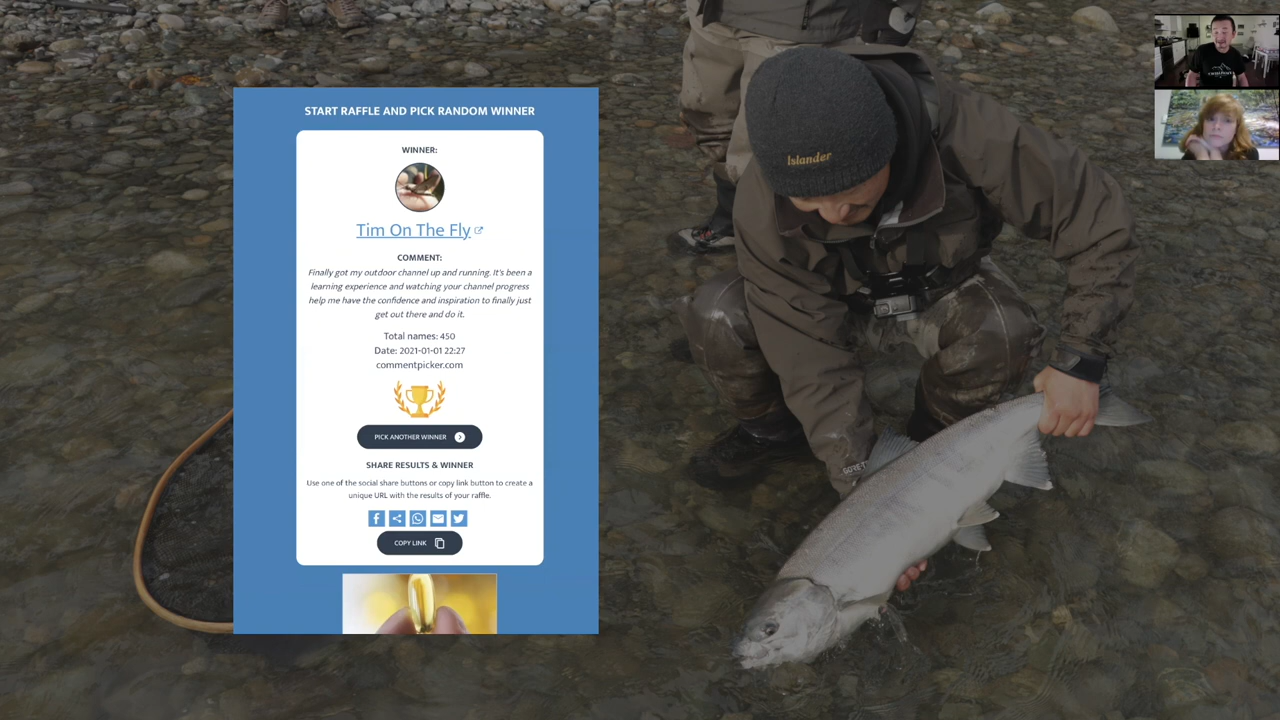 START RAFFLE AND PICK RANDOM WINNER
WINNER:
Tim On The Fly
COMMENT:
Finally got my outdoor channel up and running. It's been a
learning experience and watching your channel progress
help me have the confidence and inspiration to finally just
get out there and do it.
Total names: 450
Date: 2021-01-01 22:27
commentpicker.com
PICK ANOTHER WINNER
SHARE RESULTS & WINNER
Use one of the social share buttons or copy link button to create a
unique URL with the results of your raffle.
COPY LINK
Islander
GORE-T